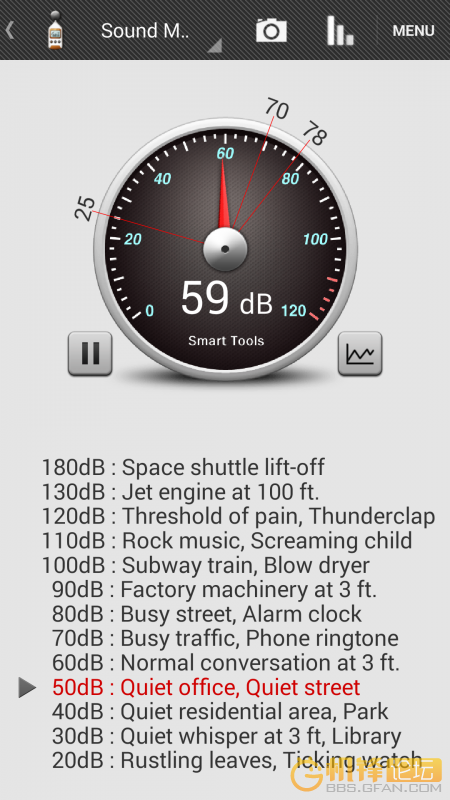 Sound M..
MENU
70
78
25
60
40
80
20
100
0
120
59 dB
Smart Tools
180dB : Space shuttle lift-off
130dB : Jet engine at 100 ft.
120dB : Threshold of pain, Thunderclap
110dB : Rock music, Screaming child
100dB : Subway train, Blow dryer
90dB : Factory machinery at 3 ft.
80dB : Busy street, Alarm clock
70dB : Busy traffic, Phone ringtone
60dB : Normal conversation at 3 ft.
50dB : Quiet office, Quiet street
40dB : Quiet residential area, Park
30dB : Quiet whisper at 3 ft, Library
20dB : Rustling leaves, Ticking watch
机锋论坛
BBS.GFAN.COM